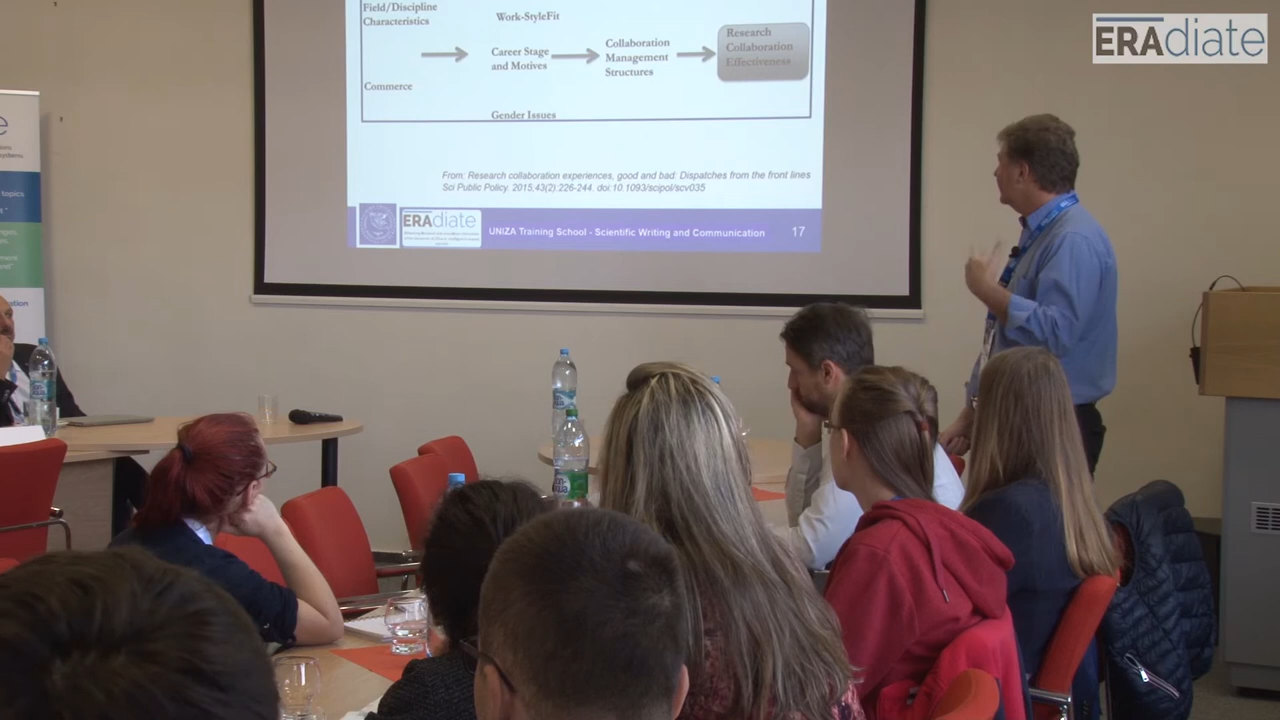 ERAdiate
Field/Discipline
Characteristics
Work-StyleFit
Career Stage
and Motives
Collaboration
Management
Structures
Research
Collaboration
Effectiveness
Commerce
Gender Issues
From: Research collaboration experiences, good and bad: Dispatches from the front lines
Sci Public Policy. 2015;43(2):226-244. doi:10.1093/scipol/scv035
ERAdiate
UNIZA Training School - Scientific Writing and Communication
17
e
systems.
topics